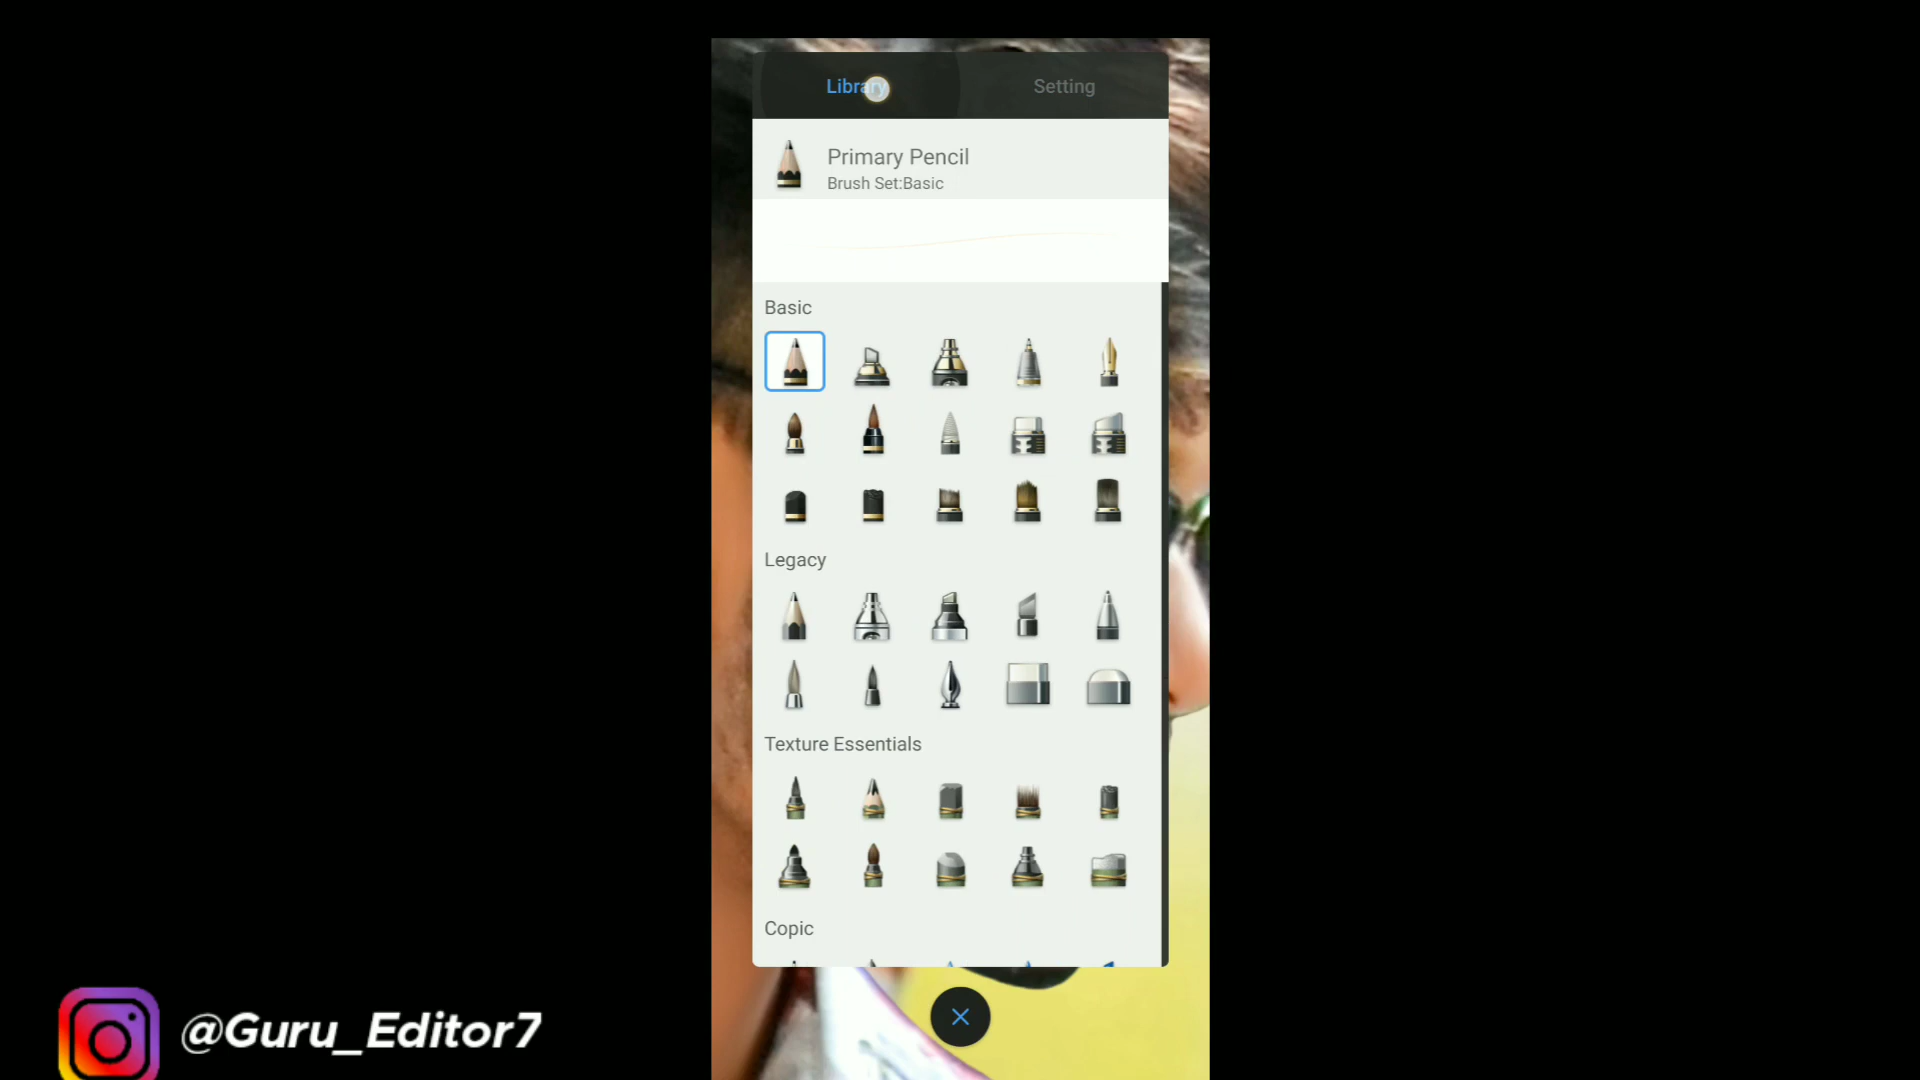 Library
Setting
Primary Pencil
Brush Set:Basic
Basic
Legacy
Texture Essentials
Copic
@Guru_Editor7